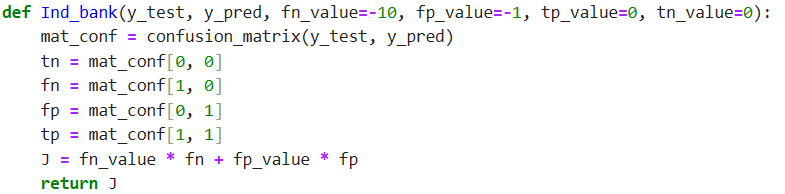 def Ind_bank(y_test, y_pred, fn_value=-10, fp_value=-1, tp_value=0, tn_value=0):
    mat_conf = confusion_matrix(y_test, y_pred)
    tn = mat_conf[0, 0]
    fn = mat_conf[1, 0]
    fp = mat_conf[0, 1]
    tp = mat_conf[1, 1]
    J = fn_value * fn + fp_value * fp
    return J